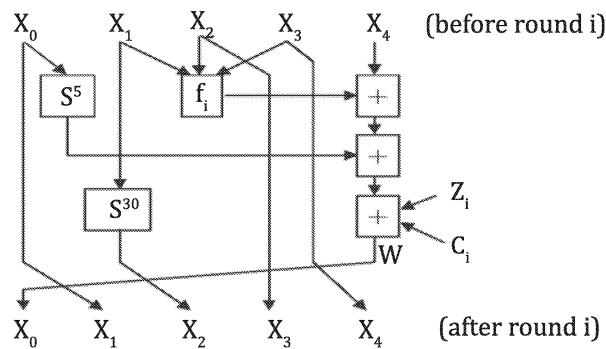 X₀ X₁ X₂ X₃ X₄ (before round i)
S⁵ fᵢ +
+
S³⁰ + Zᵢ
W Cᵢ
X₀ X₁ X₂ X₃ X₄ (after round i)